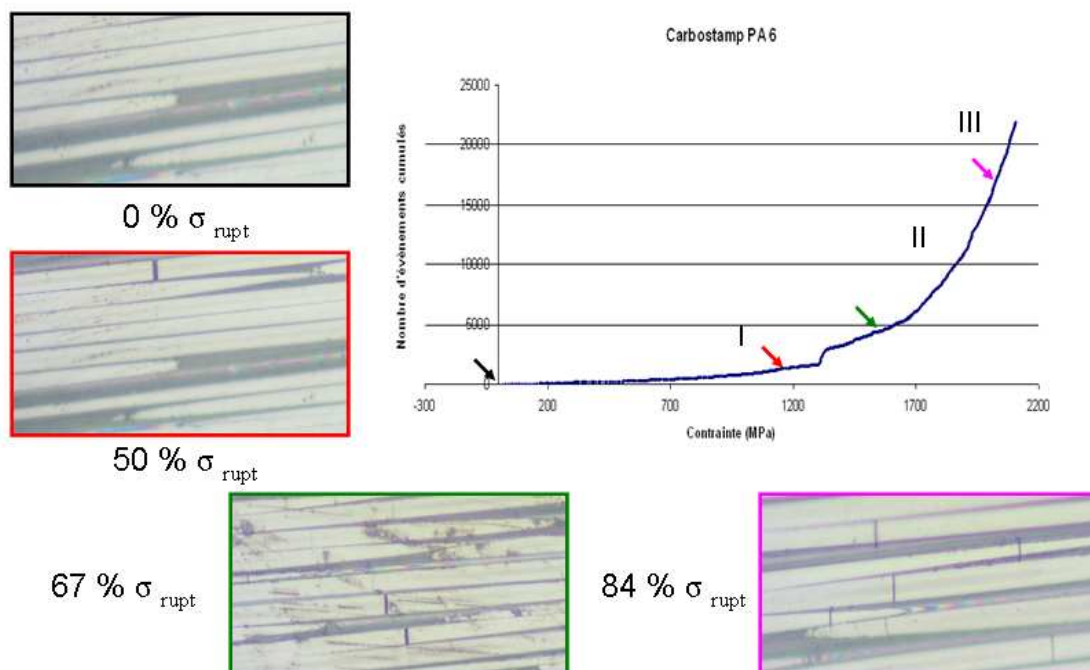 Carbostamp PA 6
25000
20000
15000
10000
5000
0
Nombre d'évènements cumulés
-300 200 700 1200 1700 2200
Contrainte (MPa)
I
II
III
0 % σ rupt
50 % σ rupt
67 % σ rupt
84 % σ rupt